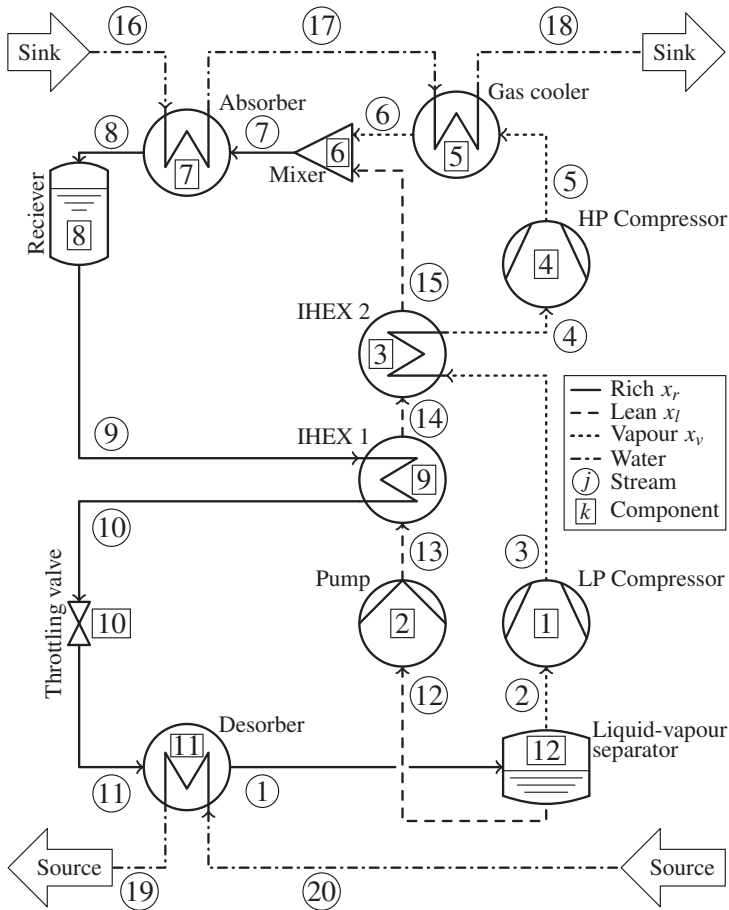 16
17
18
Sink
Sink
Absorber
Gas cooler
8
7
6
7
Mixer
6
5
Reciever
8
5
HP Compressor
4
15
IHEX 2
4
3
9
IHEX 1
14
9
Rich x_r
Lean x_l
Vapour x_v
Water
j Stream
k Component
10
13
3
Pump
LP Compressor
Throttling valve
10
2
1
12
2
Desorber
Liquid-vapour
separator
11
12
11
1
Source
Source
19
20